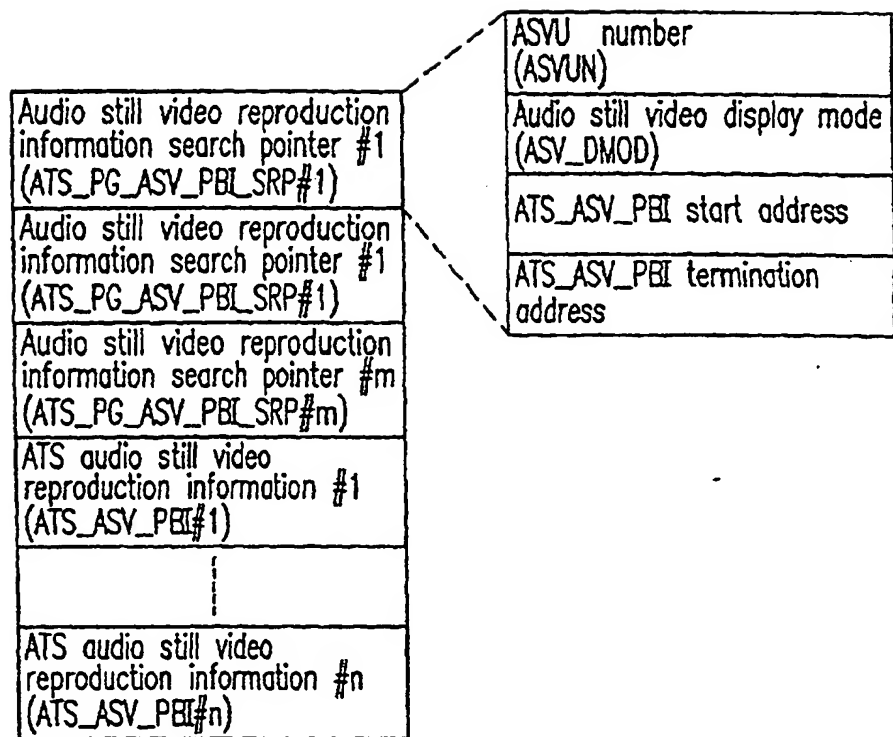 Audio still video reproduction
information search pointer #1
(ATS_PG_ASV_PBI_SRP#1)
Audio still video reproduction
information search pointer #1
(ATS_PG_ASV_PBI_SRP#1)
Audio still video reproduction
information search pointer #m
(ATS_PG_ASV_PBI_SRP#m)
ATS audio still video
reproduction information #1
(ATS_ASV_PBI#1)
ATS audio still video
reproduction information #n
(ATS_ASV_PBI#n)
ASVU number
(ASVUN)
Audio still video display mode
(ASV_DMOD)
ATS_ASV_PBI start address
ATS_ASV_PBI termination
address